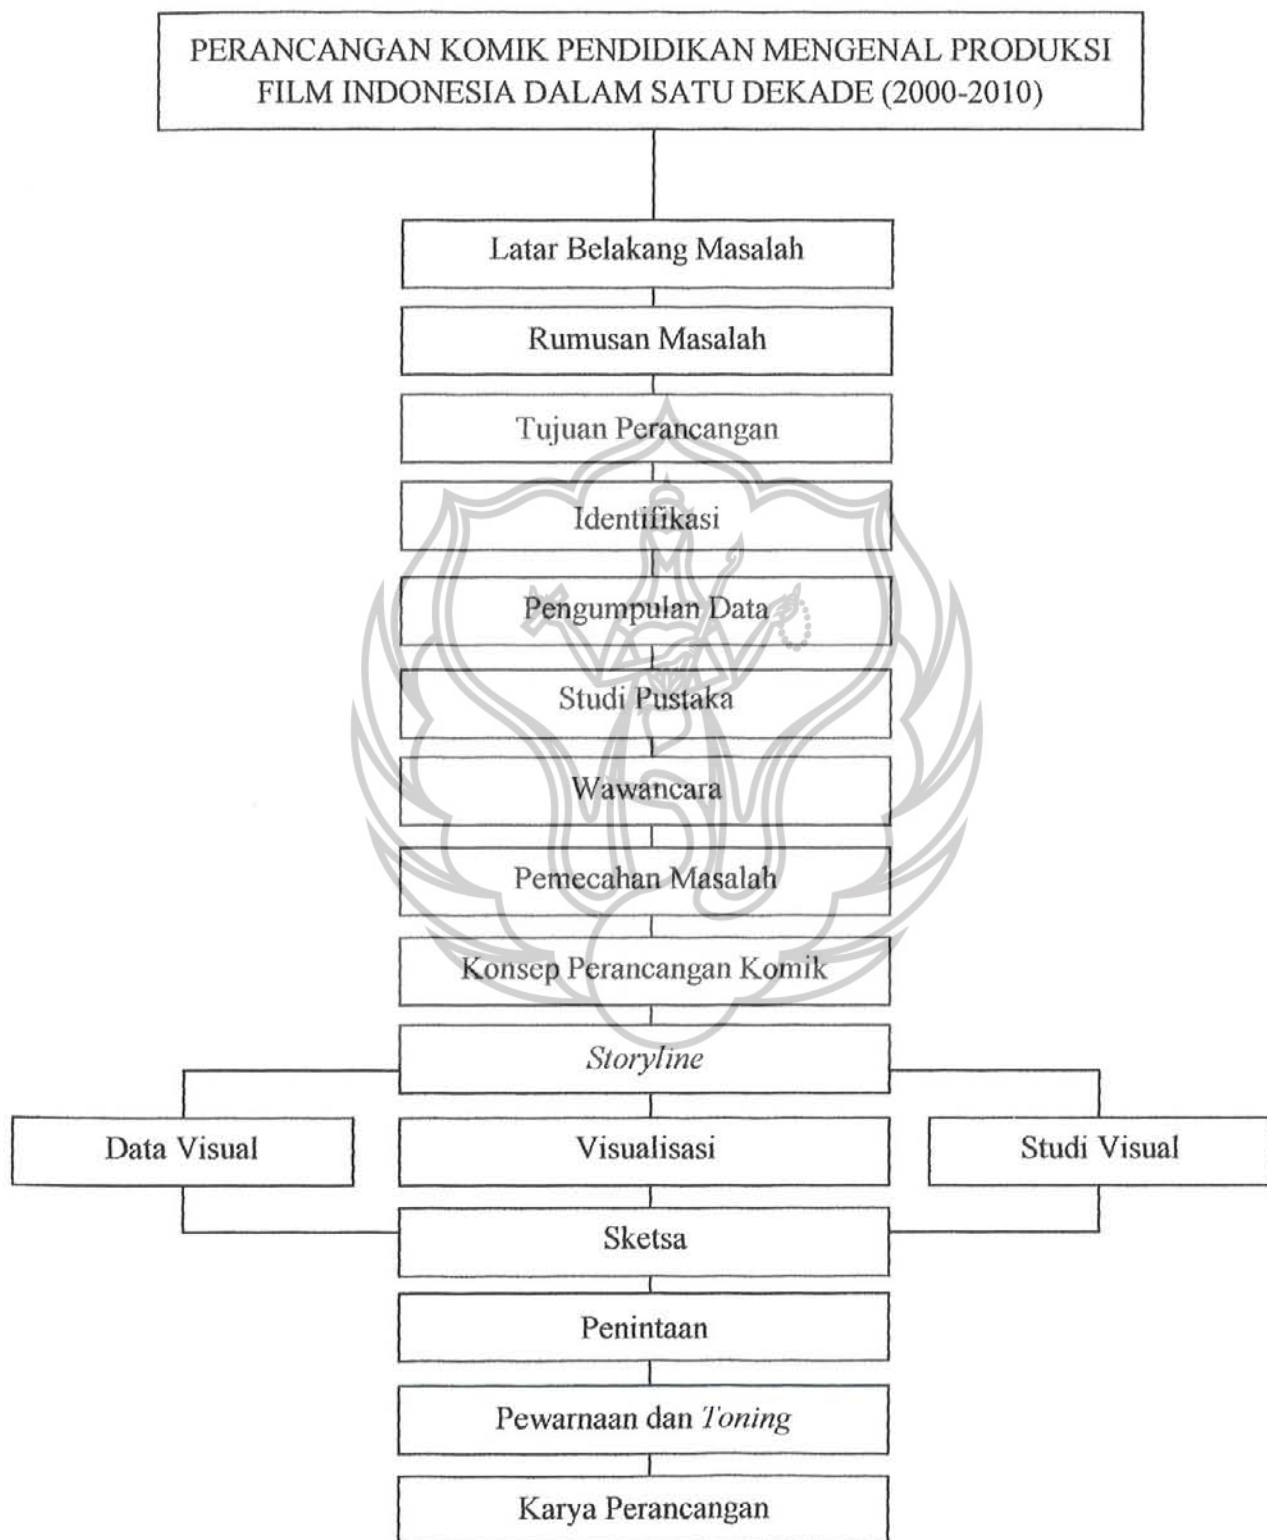 PERANCANGAN KOMIK PENDIDIKAN MENGENAL PRODUKSI
FILM INDONESIA DALAM SATU DEKADE (2000-2010)
Latar Belakang Masalah
Rumusan Masalah
Tujuan Perancangan
Identifikasi
Pengumpulan Data
Studi Pustaka
Wawancara
Pemecahan Masalah
Konsep Perancangan Komik
Storyline
Data Visual
Visualisasi
Studi Visual
Sketsa
Penintaan
Pewarnaan dan Toning
Karya Perancangan